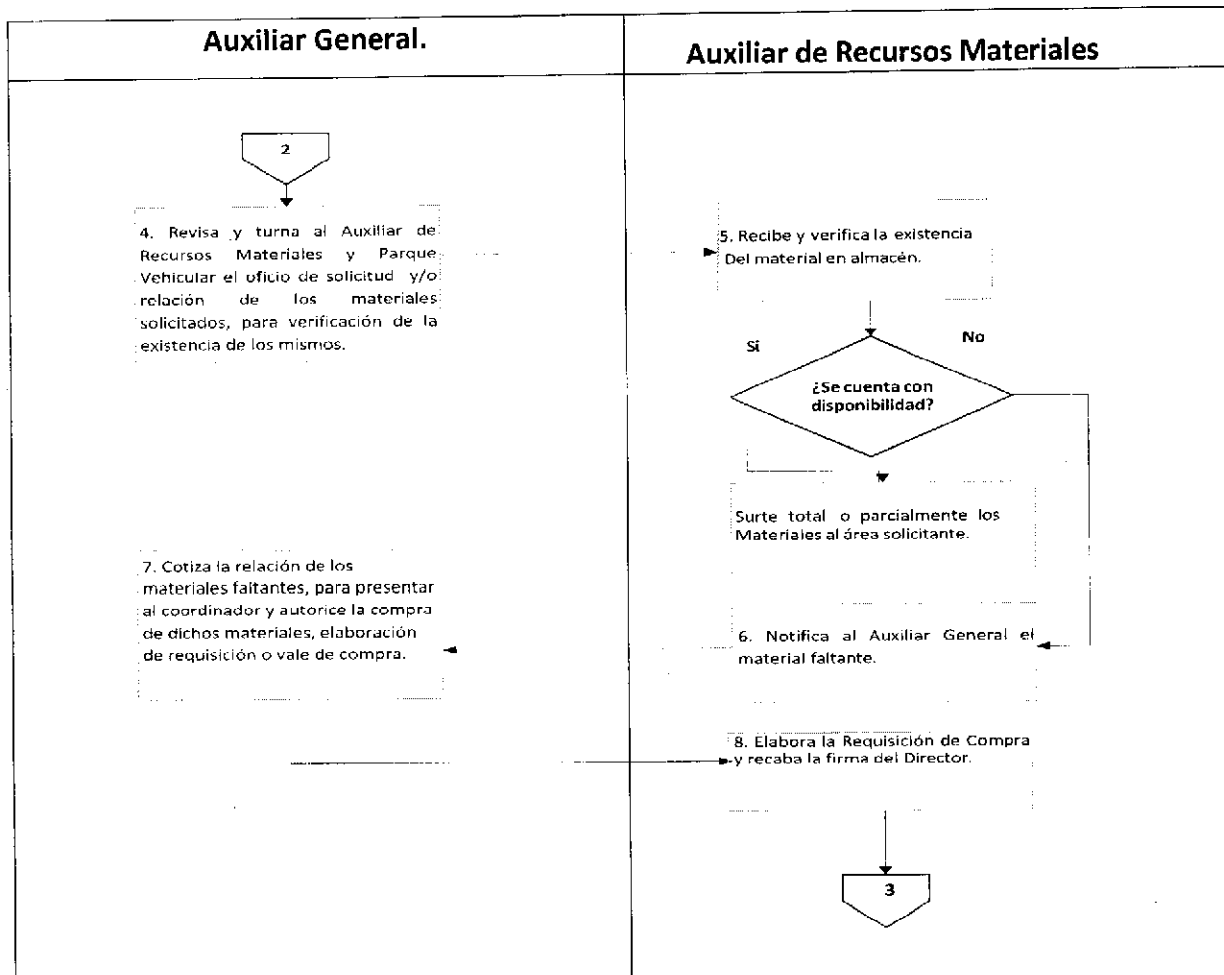 Auxiliar General.
Auxiliar de Recursos Materiales
2
4. Revisa y turna al Auxiliar de
Recursos Materiales y Parque
Vehicular el oficio de solicitud y/o
relación de los materiales
solicitados, para verificación de la
existencia de los mismos.
5. Recibe y verifica la existencia
Del material en almacén.
Si
No
¿Se cuenta con
disponibilidad?
Surte total o parcialmente los
Materiales al área solicitante.
7. Cotiza la relación de los
materiales faltantes, para presentar
al coordinador y autorice la compra
de dichos materiales, elaboración
de requisición o vale de compra.
6. Notifica al Auxiliar General el
material faltante.
8. Elabora la Requisición de Compra
y recaba la firma del Director.
3